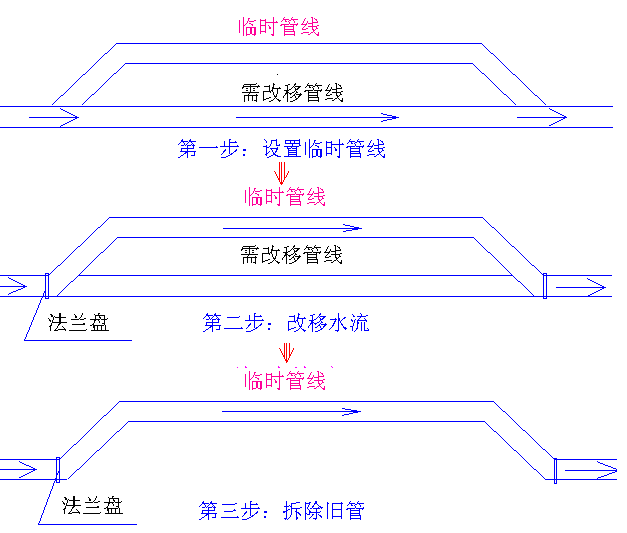 临时管线
需改移管线
第一步：设置临时管线
临时管线
需改移管线
法兰盘
第二步：改移水流
临时管线
法兰盘
第三步：拆除旧管